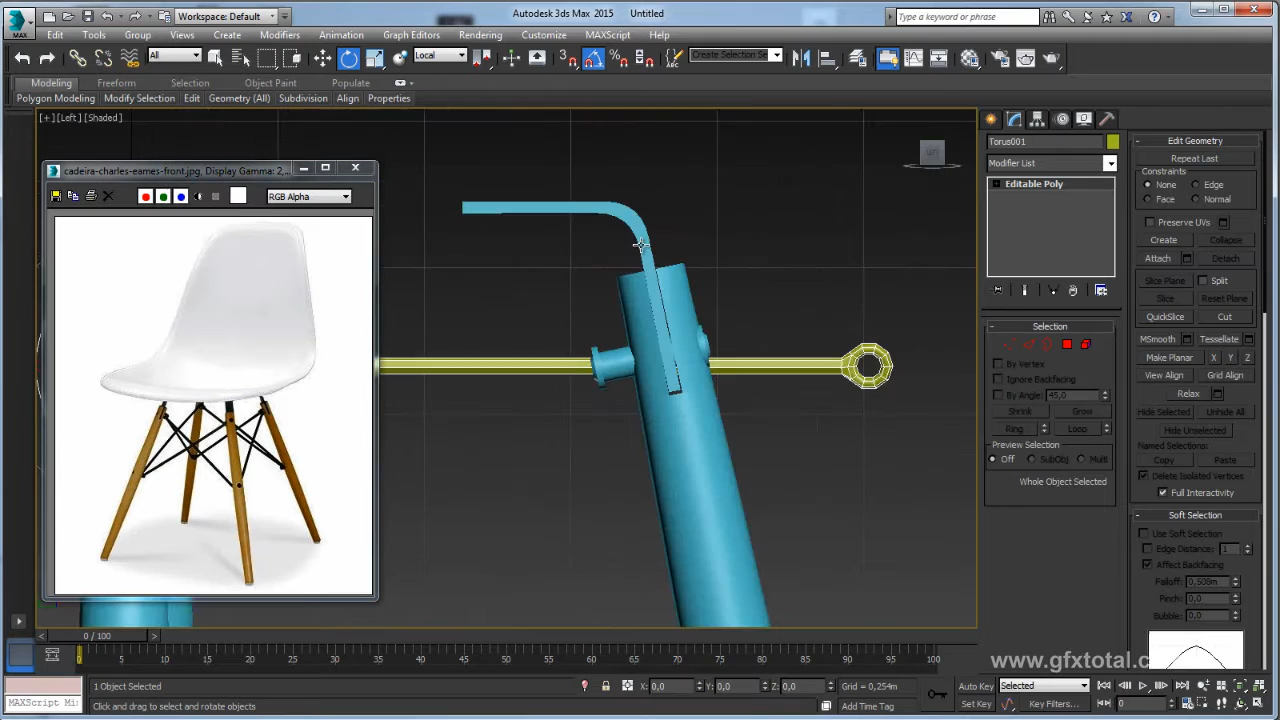 Workspace: Default
Autodesk 3ds Max 2015 Untitled
Type a keyword or phrase
MAX
Edit Tools Group Views Create Modifiers Animation Graph Editors Rendering Customize MAXScript Help
All
Local
Create Selection Se
Modeling Freeform Selection Object Paint Populate
Polygon Modeling Modify Selection Edit Geometry (All) Subdivision Align Properties
[+] [Left] [Shaded]
cadeira-charles-eames-front.jpg, Display Gamma: 2,...
RGB Alpha
Torus001
Modifier List
Editable Poly
Selection
By Vertex
Ignore Backfacing
By Angle: 45,0
Shrink Grow
Ring Loop
Preview Selection
Off SubObj Multi
Whole Object Selected
Edit Geometry
Repeat Last
Constraints
None Edge
Face Normal
Preserve UVs
Create Collapse
Attach Detach
Slice Plane Split
Slice Reset Plane
QuickSlice Cut
MSmooth Tessellate
Make Planar X Y Z
View Align Grid Align
Relax
Hide Selected Unhide All
Hide Unselected
Named Selections:
Copy Paste
Delete Isolated Vertices
Full Interactivity
Soft Selection
Use Soft Selection
Edge Distance: 1
Affect Backfacing
Falloff: 0,508m
Pinch: 0,0
Bubble: 0,0
0 / 100
0 5 10 15 20 25 30 35 40 45 50 55 60 65 70 75 80 85 90 95 100
www.gfxtotal.c
1 Object Selected
X: 0,0 Y: 0,0 Z: 0,0 Grid = 0,254m
Auto Key Selected
MAXScript Mi
Click and drag to select and rotate objects
Add Time Tag
Set Key Key Filters... 0